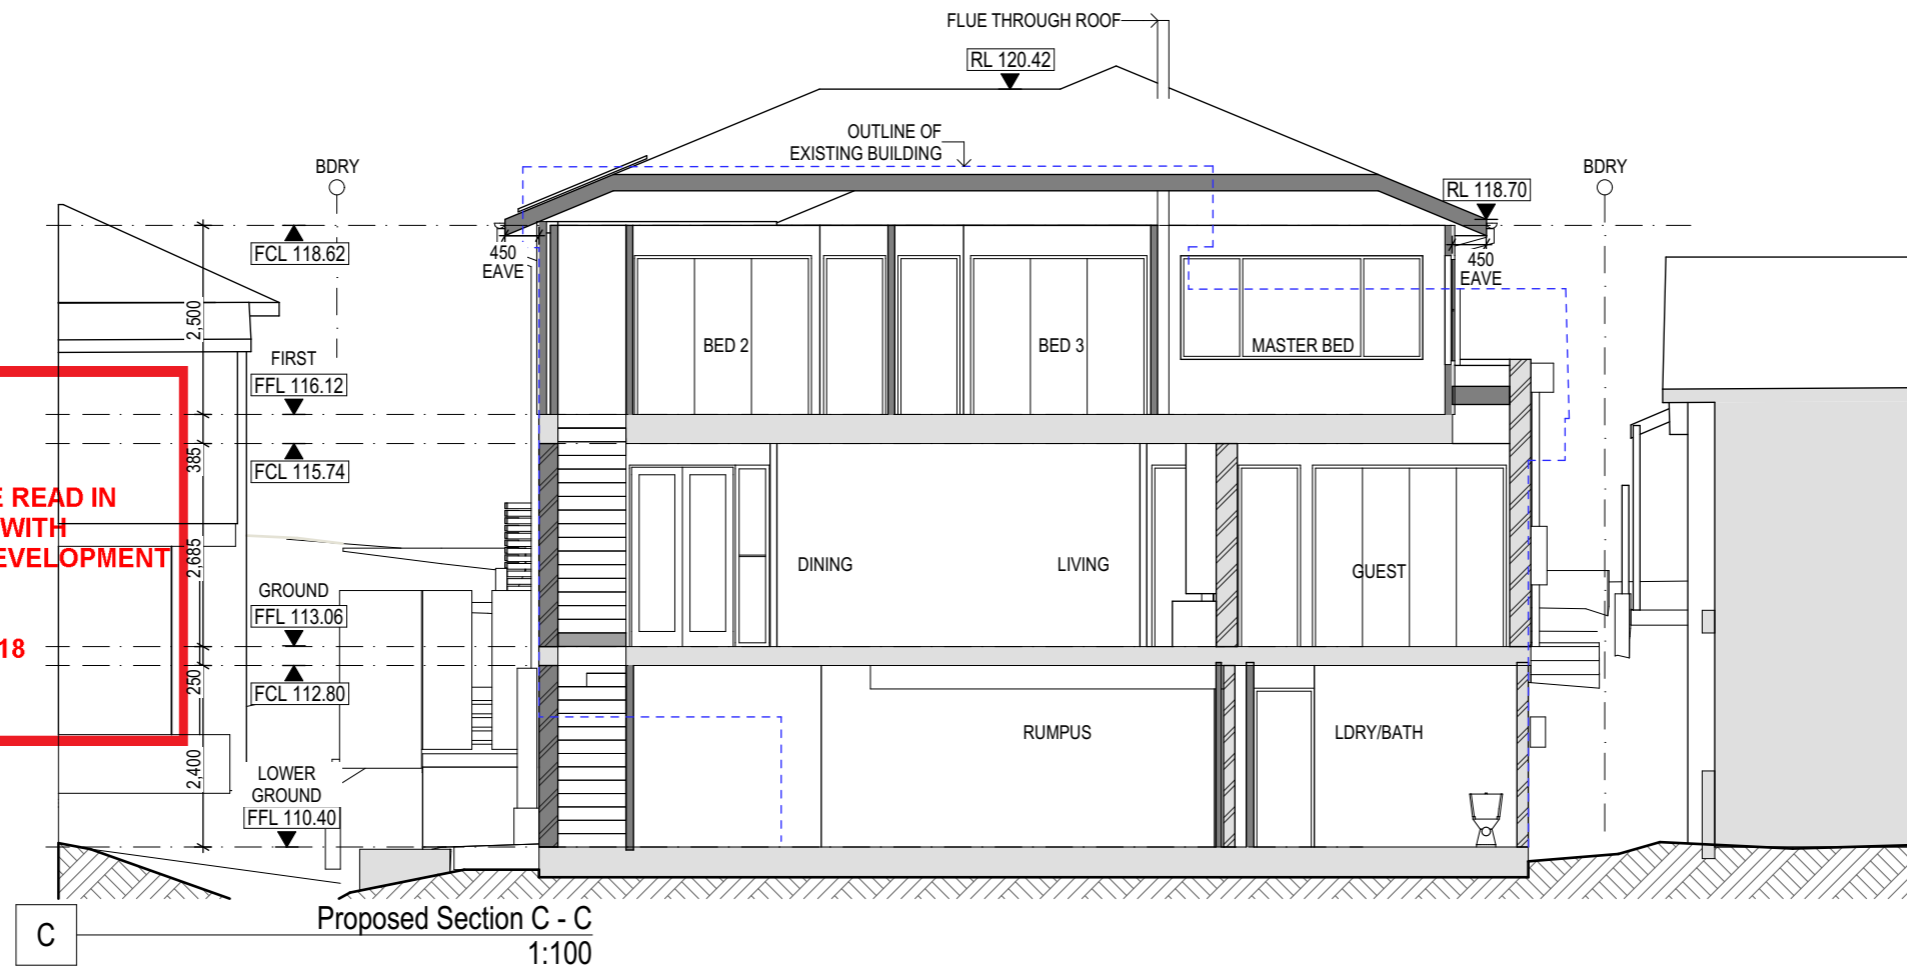 FLUE THROUGH ROOF
RL 120.42
OUTLINE OF
EXISTING BUILDING
BDRY
BDRY
RL 118.70
FCL 118.62
450
EAVE
450
EAVE
2,500
BED 2
BED 3
MASTER BED
FIRST
FFL 116.12
385
FCL 115.74
E READ IN
WITH
EVELOPMENT
2,685
DINING
LIVING
GUEST
GROUND
FFL 113.06
18
250
FCL 112.80
RUMPUS
LDRY/BATH
2,400
LOWER
GROUND
FFL 110.40
C
Proposed Section C - C
1:100